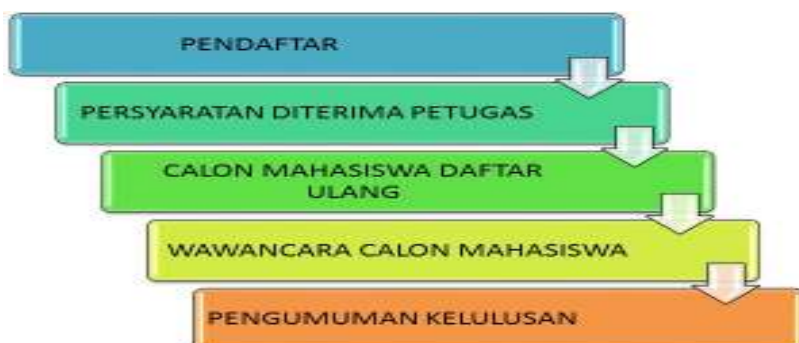 PENDAFTAR
PERSYARATAN DITERIMA PETUGAS
CALON MAHASISWA DAFTAR
ULANG
WAWANCARA CALON MAHASISWA
PENGUMUMAN KELULUSAN